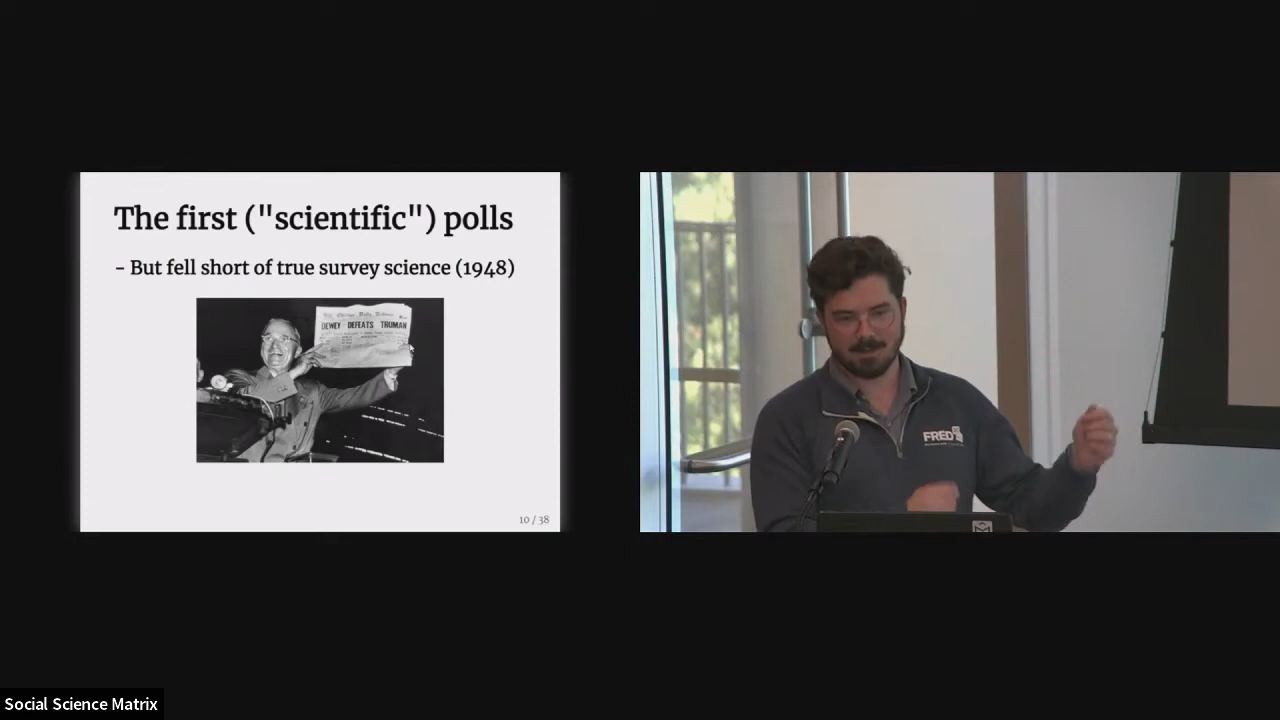 The first ("scientific") polls
- But fell short of true survey science (1948)
DEWEY DEFEATS TRUMAN
10 / 38
FRED
Social Science Matrix